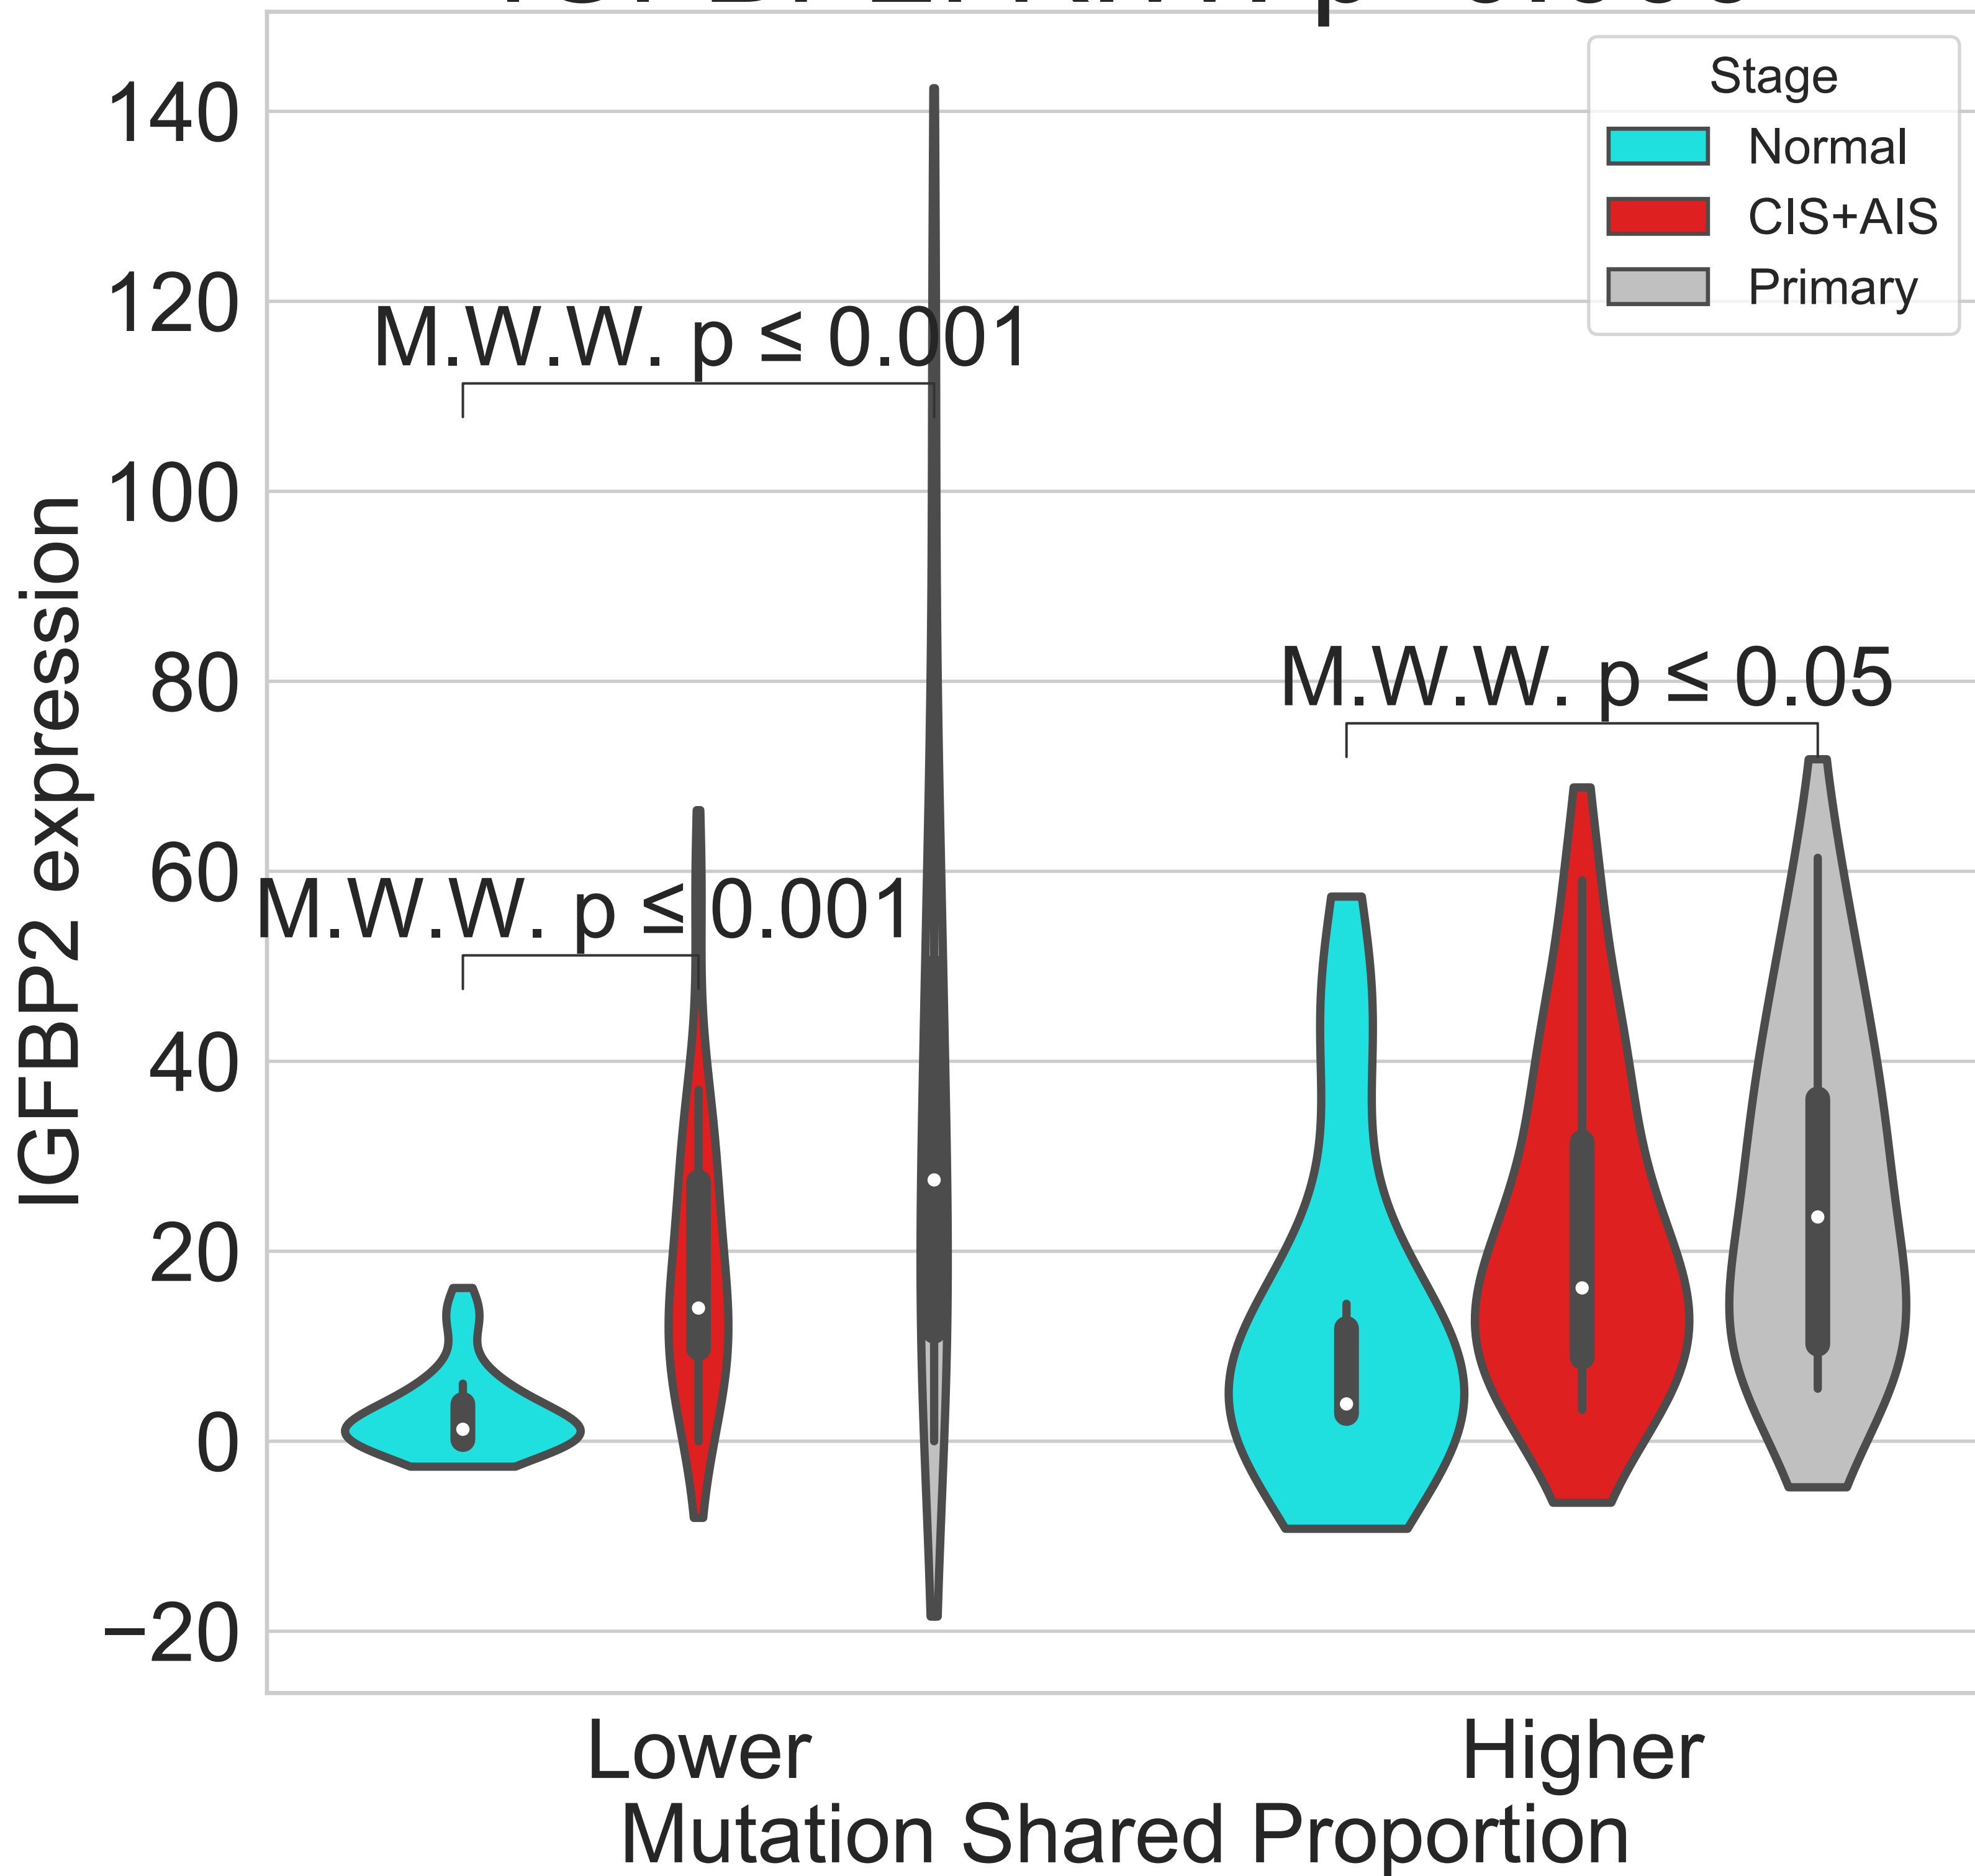 Stage
Normal
CIS+AIS
Primary
140
120
100
80
60
40
20
0
−20
IGFBP2 expression
M.W.W. p ≤ 0.001
M.W.W. p ≤ 0.05
M.W.W. p ≤ 0.001
Lower
Higher
Mutation Shared Proportion